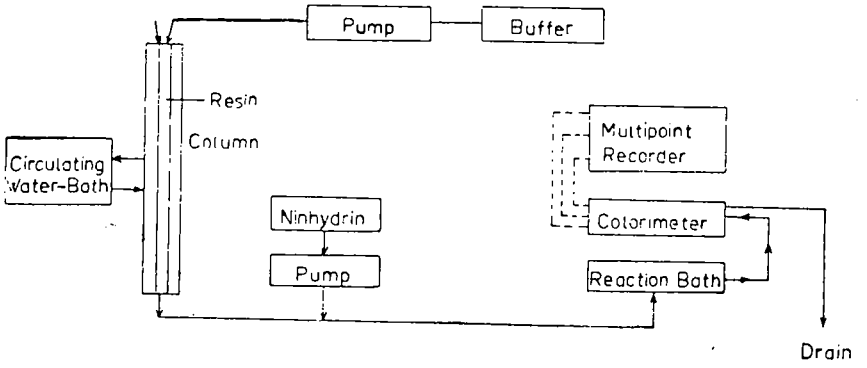 Pump
Buffer
Resin
Column
Circulating
Water-Bath
Multipoint
Recorder
Ninhydrin
Colorimeter
Pump
Reaction Bath
Drain